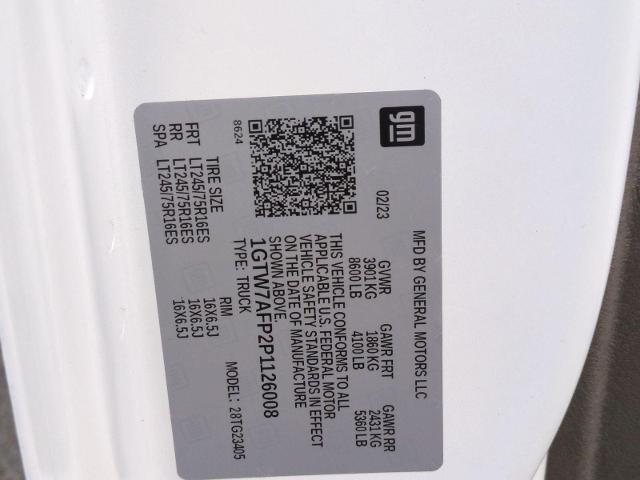 gm
MFD BY GENERAL MOTORS LLC
02/23
GVWR GAWR FRT GAWR RR
3901 KG 1860 KG 2431 KG
8600 LB 4100 LB 5360 LB
THIS VEHICLE CONFORMS TO ALL
APPLICABLE U.S. FEDERAL MOTOR
VEHICLE SAFETY STANDARDS IN EFFECT
ON THE DATE OF MANUFACTURE
SHOWN ABOVE.
1GTW7AFP2P1126008
TYPE: TRUCK
8624
MODEL: 28TG23405
TIRE SIZE RIM
FRT LT245/75R16ES 16X6.5J
RR LT245/75R16ES 16X6.5J
SPA LT245/75R16ES 16X6.5J